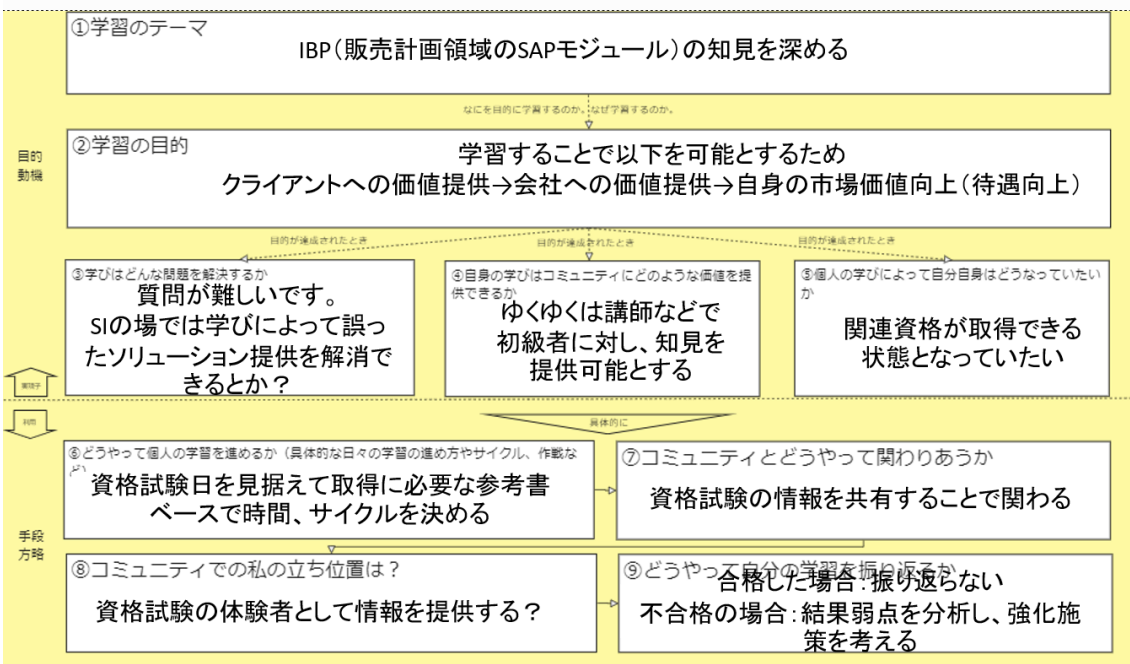 ①学習のテーマ
IBP(販売計画領域のSAPモジュール)の知見を深める
なにを目的に学習するのか。なぜ学習するのか。
目的
動機
②学習の目的
学習することで以下を可能とするため
クライアントへの価値提供→会社への価値提供→自身の市場価値向上(待遇向上)
目的が達成されたとき
目的が達成されたとき
目的が達成されたとき
③学びはどんな問題を解決するか
質問が難しいです。
SIの場では学びによって誤っ
たソリューション提供を解消で
きるとか？
④自身の学びはコミュニティにどのような価値を提
供できるか
ゆくゆくは講師などで
初級者に対し、知見を
提供可能とする
⑤個人の学びによって自分自身はどうなっていたい
か
関連資格が取得できる
状態となっていたい
具体的に
手段
方略
⑥どうやって個人の学習を進めるか（具体的な日々の学習の進め方やサイクル、作戦な
ど）
資格試験日を見据えて取得に必要な参考書
ベースで時間、サイクルを決める
⑦コミュニティとどうやって関わりあうか
資格試験の情報を共有することで関わる
⑧コミュニティでの私の立ち位置は？
資格試験の体験者として情報を提供する？
⑨どうやって自分の学習を振り返るか
合格した場合：振り返らない
不合格の場合：結果弱点を分析し、強化施
策を考える